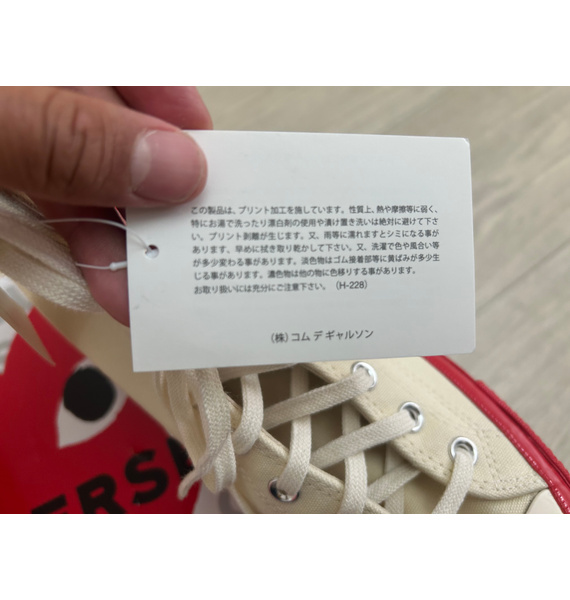 この製品は、プリント加工を施しています。性質上、熱や摩擦等に弱く、
特にお湯で洗ったり漂白剤の使用や漬け置き洗いは絶対に避けて下さ
い。プリント剥離が生じます。又、雨等に濡れますとシミになる事が
あります、早めに拭き取り乾かして下さい。又、洗濯で色や風合い等
が多少変わる事があります。淡色物はゴム接着部等に黄ばみが多少生
じる事があります。濃色物は他の物に色移りする事があります。
お取り扱いには充分にご注意下さい。（H-228）
（株）コム デ ギャルソン
ERSE